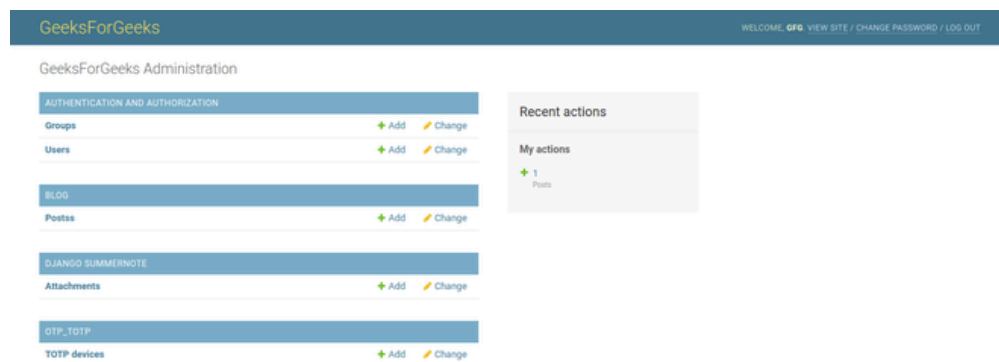 GeeksForGeeks
WELCOME, GFG. VIEW SITE / CHANGE PASSWORD / LOG OUT
GeeksForGeeks Administration
AUTHENTICATION AND AUTHORIZATION
Groups Add Change
Users Add Change
BLOG
Postss Add Change
DJANGO SUMMERNOTE
Attachments Add Change
OTP_TOTP
TOTP devices Add Change
Recent actions
My actions
1
Posts